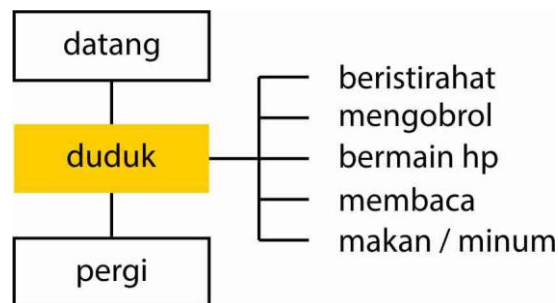 datang
duduk
pergi
beristirahat
mengobrol
bermain hp
membaca
makan / minum